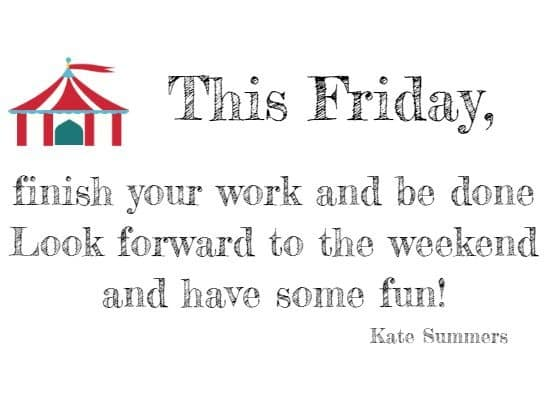 This Friday,
finish your work and be done
Look forward to the weekend
and have some fun!
Kate Summers